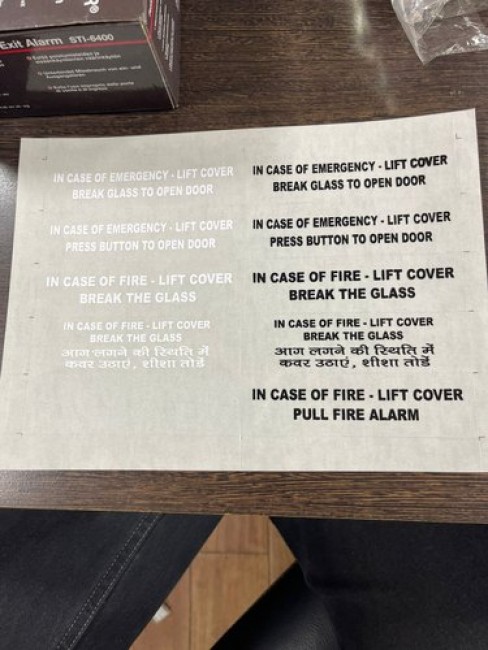 Exit Alarm STI-6400
IN CASE OF EMERGENCY - LIFT COVER
BREAK GLASS TO OPEN DOOR
IN CASE OF EMERGENCY - LIFT COVER
PRESS BUTTON TO OPEN DOOR
IN CASE OF FIRE - LIFT COVER
BREAK THE GLASS
IN CASE OF FIRE - LIFT COVER
BREAK THE GLASS
आग लगने की स्थिति में
कवर उठाएं, शीशा तोडें
IN CASE OF EMERGENCY - LIFT COVER
BREAK GLASS TO OPEN DOOR
IN CASE OF EMERGENCY - LIFT COVER
PRESS BUTTON TO OPEN DOOR
IN CASE OF FIRE - LIFT COVER
BREAK THE GLASS
IN CASE OF FIRE - LIFT COVER
BREAK THE GLASS
आग लगने की स्थिति में
कवर उठाएं, शीशा तोडें
IN CASE OF FIRE - LIFT COVER
PULL FIRE ALARM